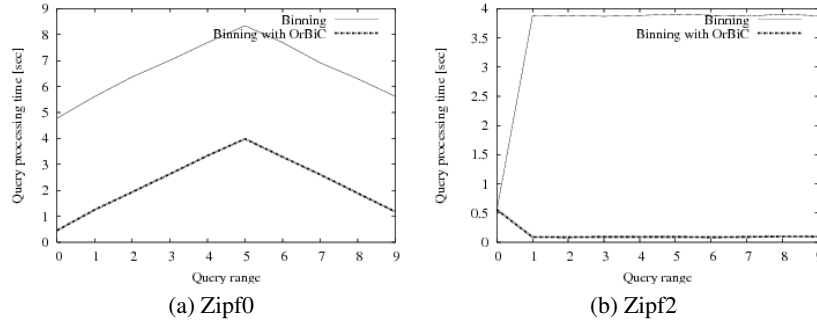 Query processing time [sec]
9
8
7
6
5
4
3
2
1
0
Binning
Binning with OrBiC
0 1 2 3 4 5 6 7 8 9
Query range
(a) Zipf0
Query processing time [sec]
4
3.5
3
2.5
2
1.5
1
0.5
0
Binning
Binning with OrBiC
0 1 2 3 4 5 6 7 8 9
Query range
(b) Zipf2